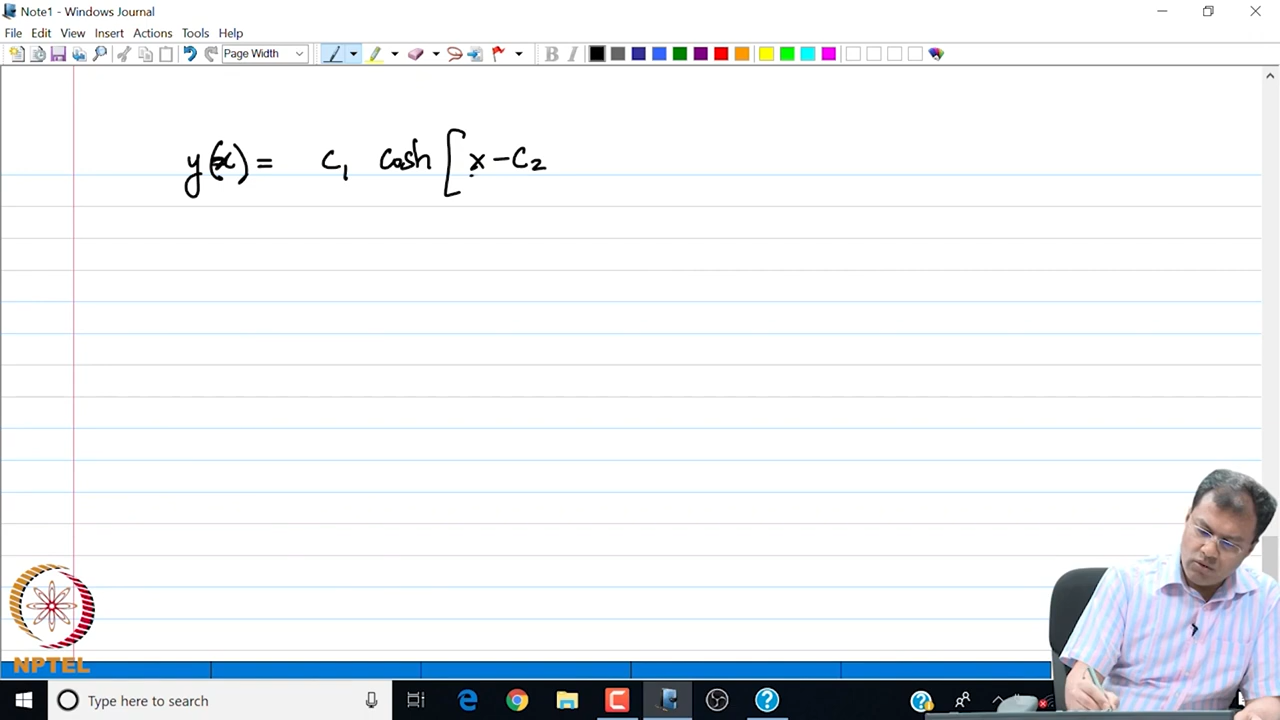 Note1 - Windows Journal
File Edit View Insert Actions Tools Help
Page Width B I
y(x) = C1 cosh [ x - C2
NPTEL
Type here to search